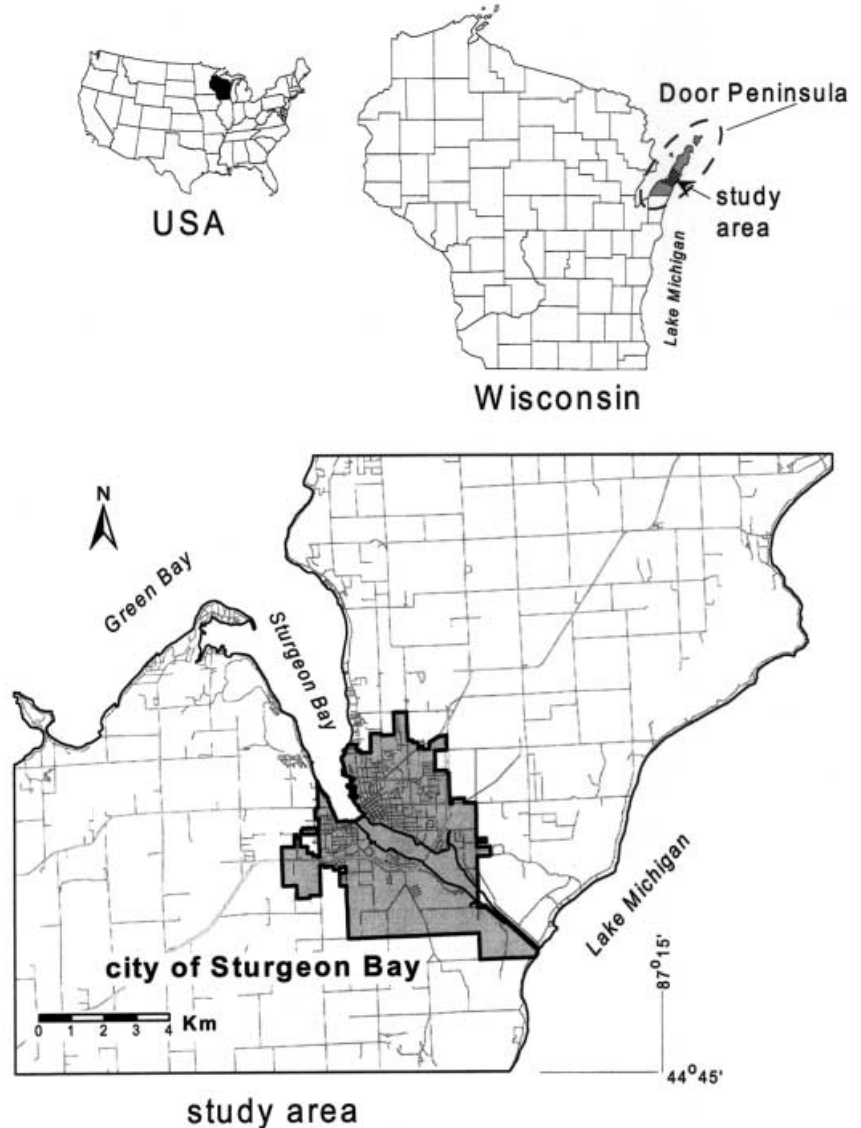 USA
Door Peninsula
study
area
Lake Michigan
Wisconsin
N
Green Bay
Sturgeon Bay
Lake Michigan
city of Sturgeon Bay
87°15'
0 1 2 3 4 Km
44°45'
study area